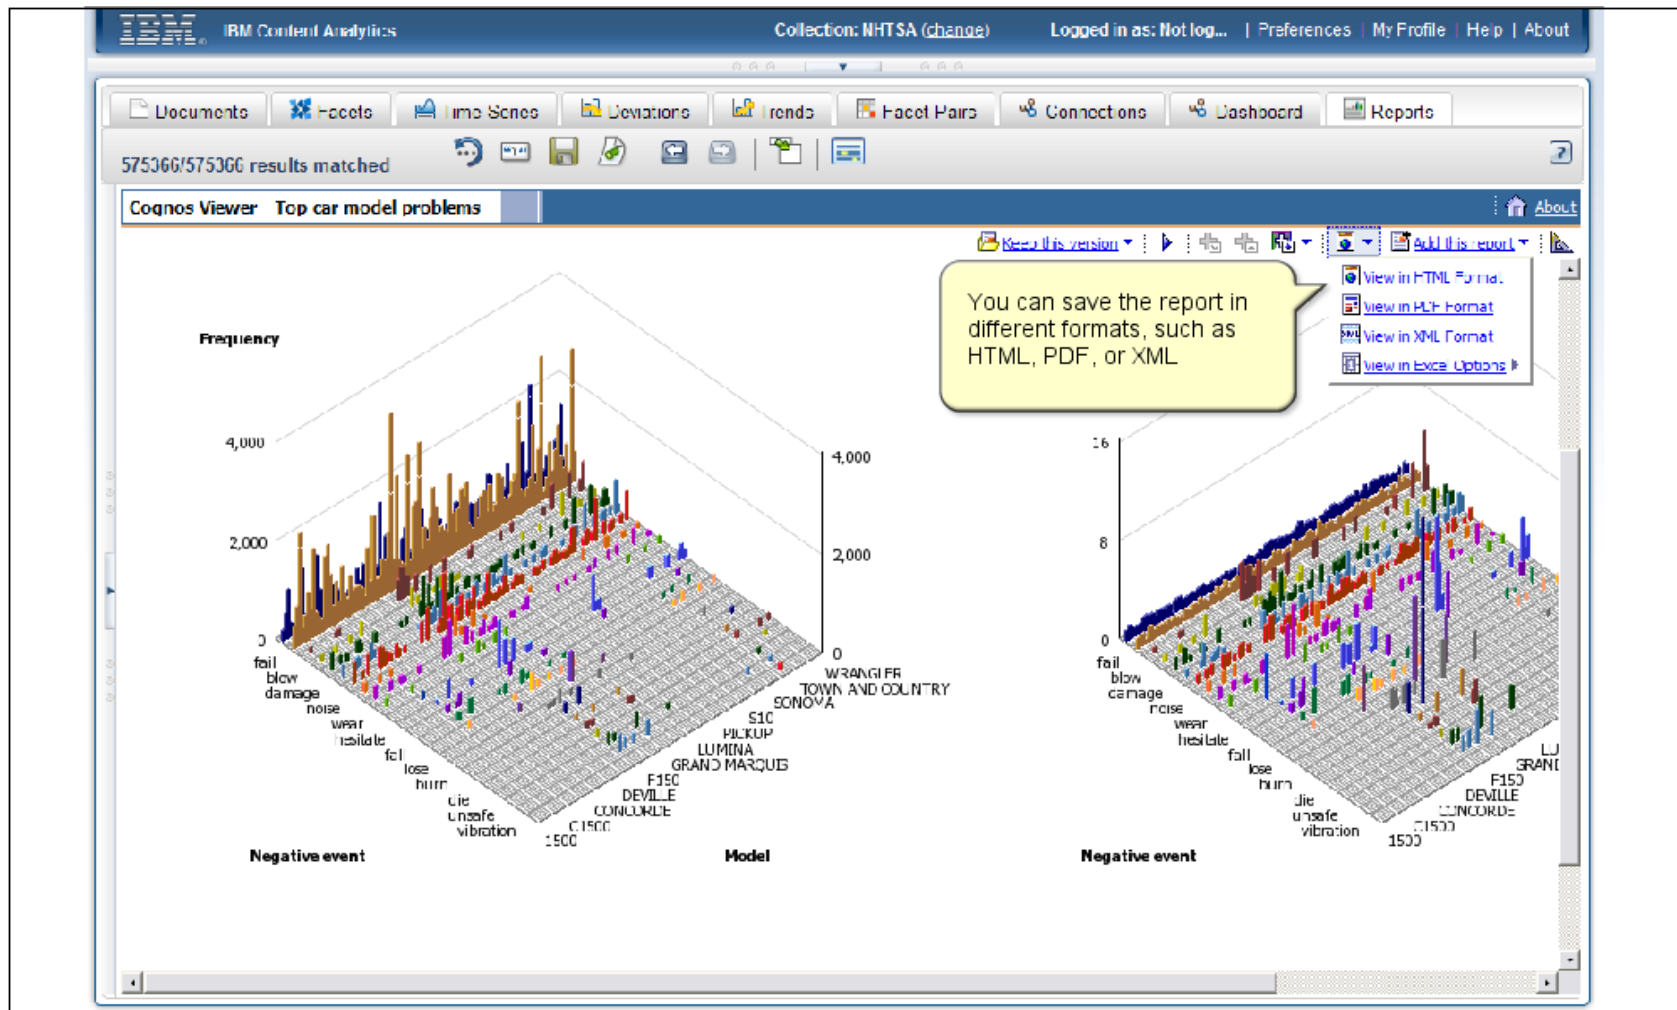 IBM IBM Content Analytics Collection: NHTSA (change) Logged in as: Not log... | Preferences | My Profile | Help | About
Documents Facets Time Series Deviations Trends Facet Pairs Connections Dashboard Reports
575366/575366 results matched
Cognos Viewer Top car model problems About
Keep this version Add this report
View in HTML Format
View in PDF Format
View in XML Format
View in Excel Options
You can save the report in
different formats, such as
HTML, PDF, or XML
Frequency
4,000
2,000
0
4,000
2,000
0
fail
blow
damage
noise
wear
hesitate
fall
lose
burn
die
unsafe
vibration
WRANGLER
TOWN AND COUNTRY
SONOMA
S10
PICKUP
LUMINA
GRAND MARQUIS
F150
DEVILLE
CONCORDE
C1500
1500
Negative event
Model
16
8
0
fail
blow
damage
noise
wear
hesitate
fall
lose
burn
die
unsafe
vibration
LU
GRAND
F150
DEVILLE
CONCORDE
C1500
1500
Negative event